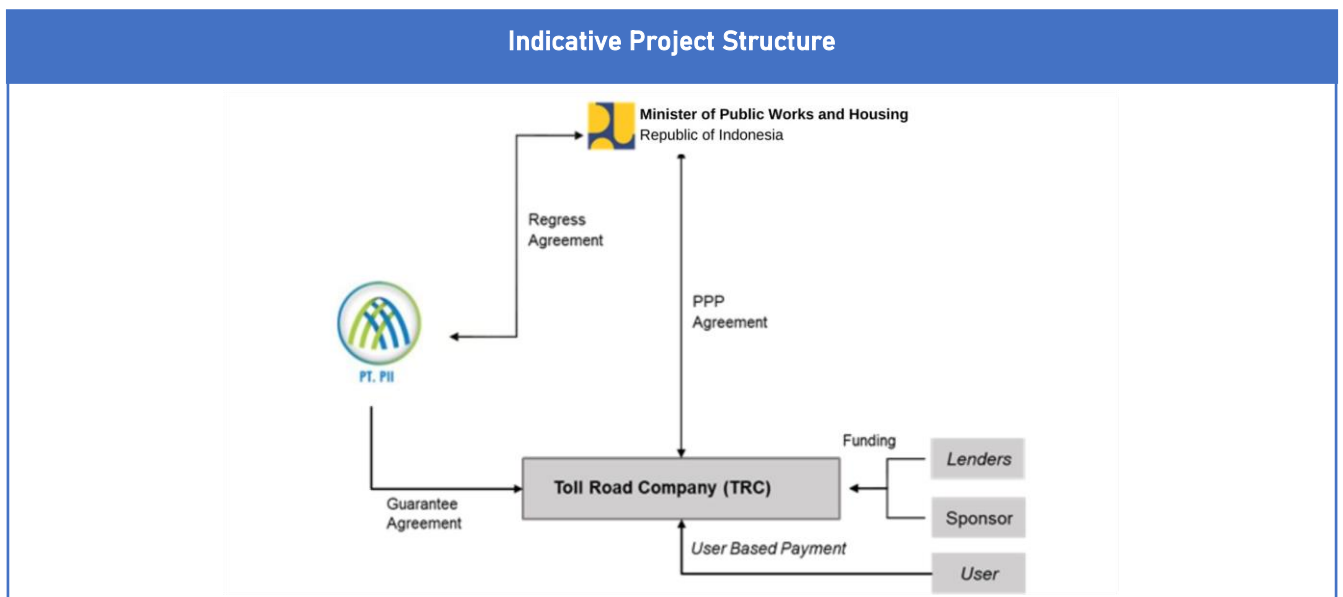 Indicative Project Structure
Minister of Public Works and Housing
Republic of Indonesia
Regress
Agreement
PPP
Agreement
PT. PII
Funding
Lenders
Toll Road Company (TRC)
Guarantee
Agreement
Sponsor
User Based Payment
User